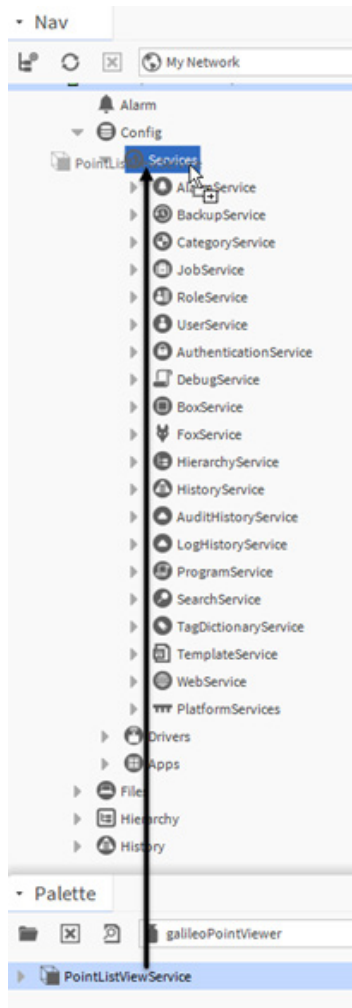 Nav
My Network
Alarm
Config
Services
AlarmService
BackupService
CategoryService
JobService
RoleService
UserService
AuthenticationService
DebugService
BoxService
FoxService
HierarchyService
HistoryService
AuditHistoryService
LogHistoryService
ProgramService
SearchService
TagDictionaryService
TemplateService
WebService
PlatformServices
Drivers
Apps
Files
Hierarchy
History
Palette
galileoPointViewer
PointListViewService